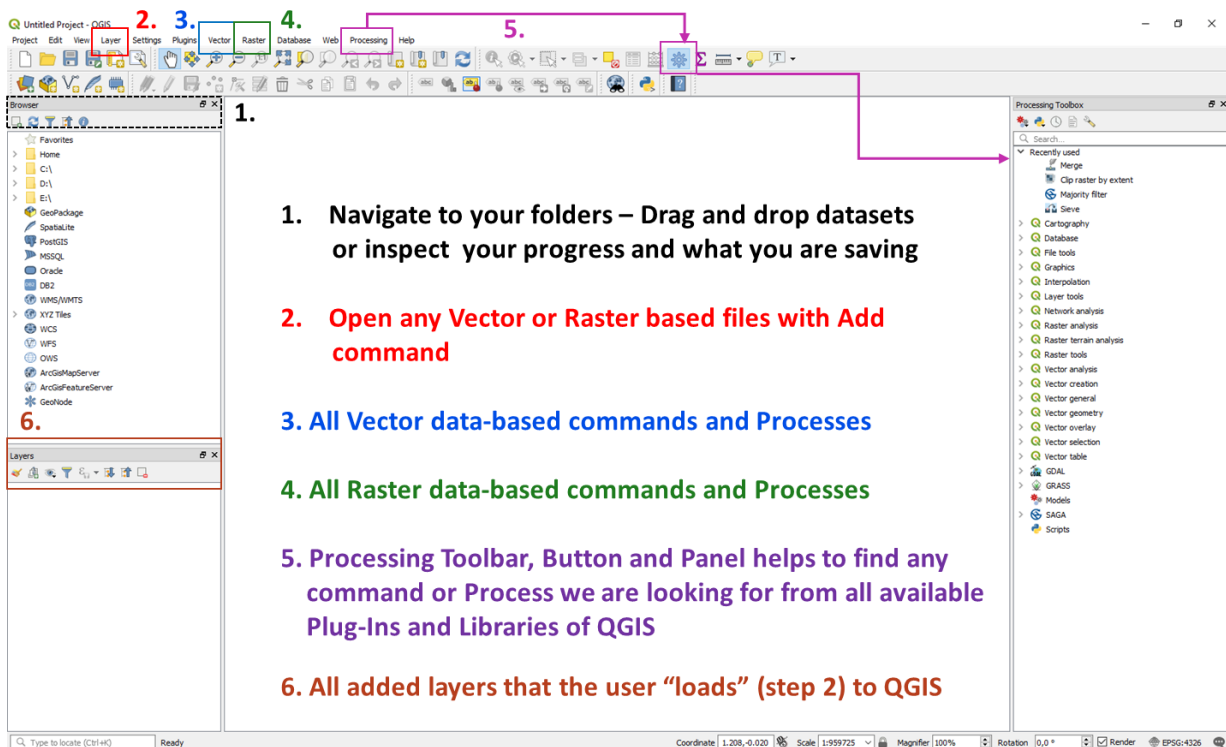 Untitled Project - QGIS
2.
3.
4.
5.
Project Edit View Layer Settings Plugins Vector Raster Database Web Processing Help
Browser
1.
Favorites
Home
C:\
D:\
E:\
GeoPackage
SpatiaLite
PostGIS
MSSQL
Oracle
DB2
WMS/WMTS
XYZ Tiles
WCS
WFS
OWS
ArcGisMapServer
ArcGisFeatureServer
GeoNode
6.
Layers
1. Navigate to your folders – Drag and drop datasets
or inspect your progress and what you are saving
2. Open any Vector or Raster based files with Add
command
3. All Vector data-based commands and Processes
4. All Raster data-based commands and Processes
5. Processing Toolbar, Button and Panel helps to find any
command or Process we are looking for from all available
Plug-Ins and Libraries of QGIS
6. All added layers that the user “loads” (step 2) to QGIS
Processing Toolbox
Search...
Recently used
Merge
Clip raster by extent
Majority filter
Sieve
Cartography
Database
File tools
Graphics
Interpolation
Layer tools
Network analysis
Raster analysis
Raster terrain analysis
Raster tools
Vector analysis
Vector creation
Vector general
Vector geometry
Vector overlay
Vector selection
Vector table
GDAL
GRASS
Models
SAGA
Scripts
Type to locate (Ctrl+K) Ready Coordinate 1.208,-0.020 Scale 1:959725 Magnifier 100% Rotation 0,0 ° Render EPSG:4326